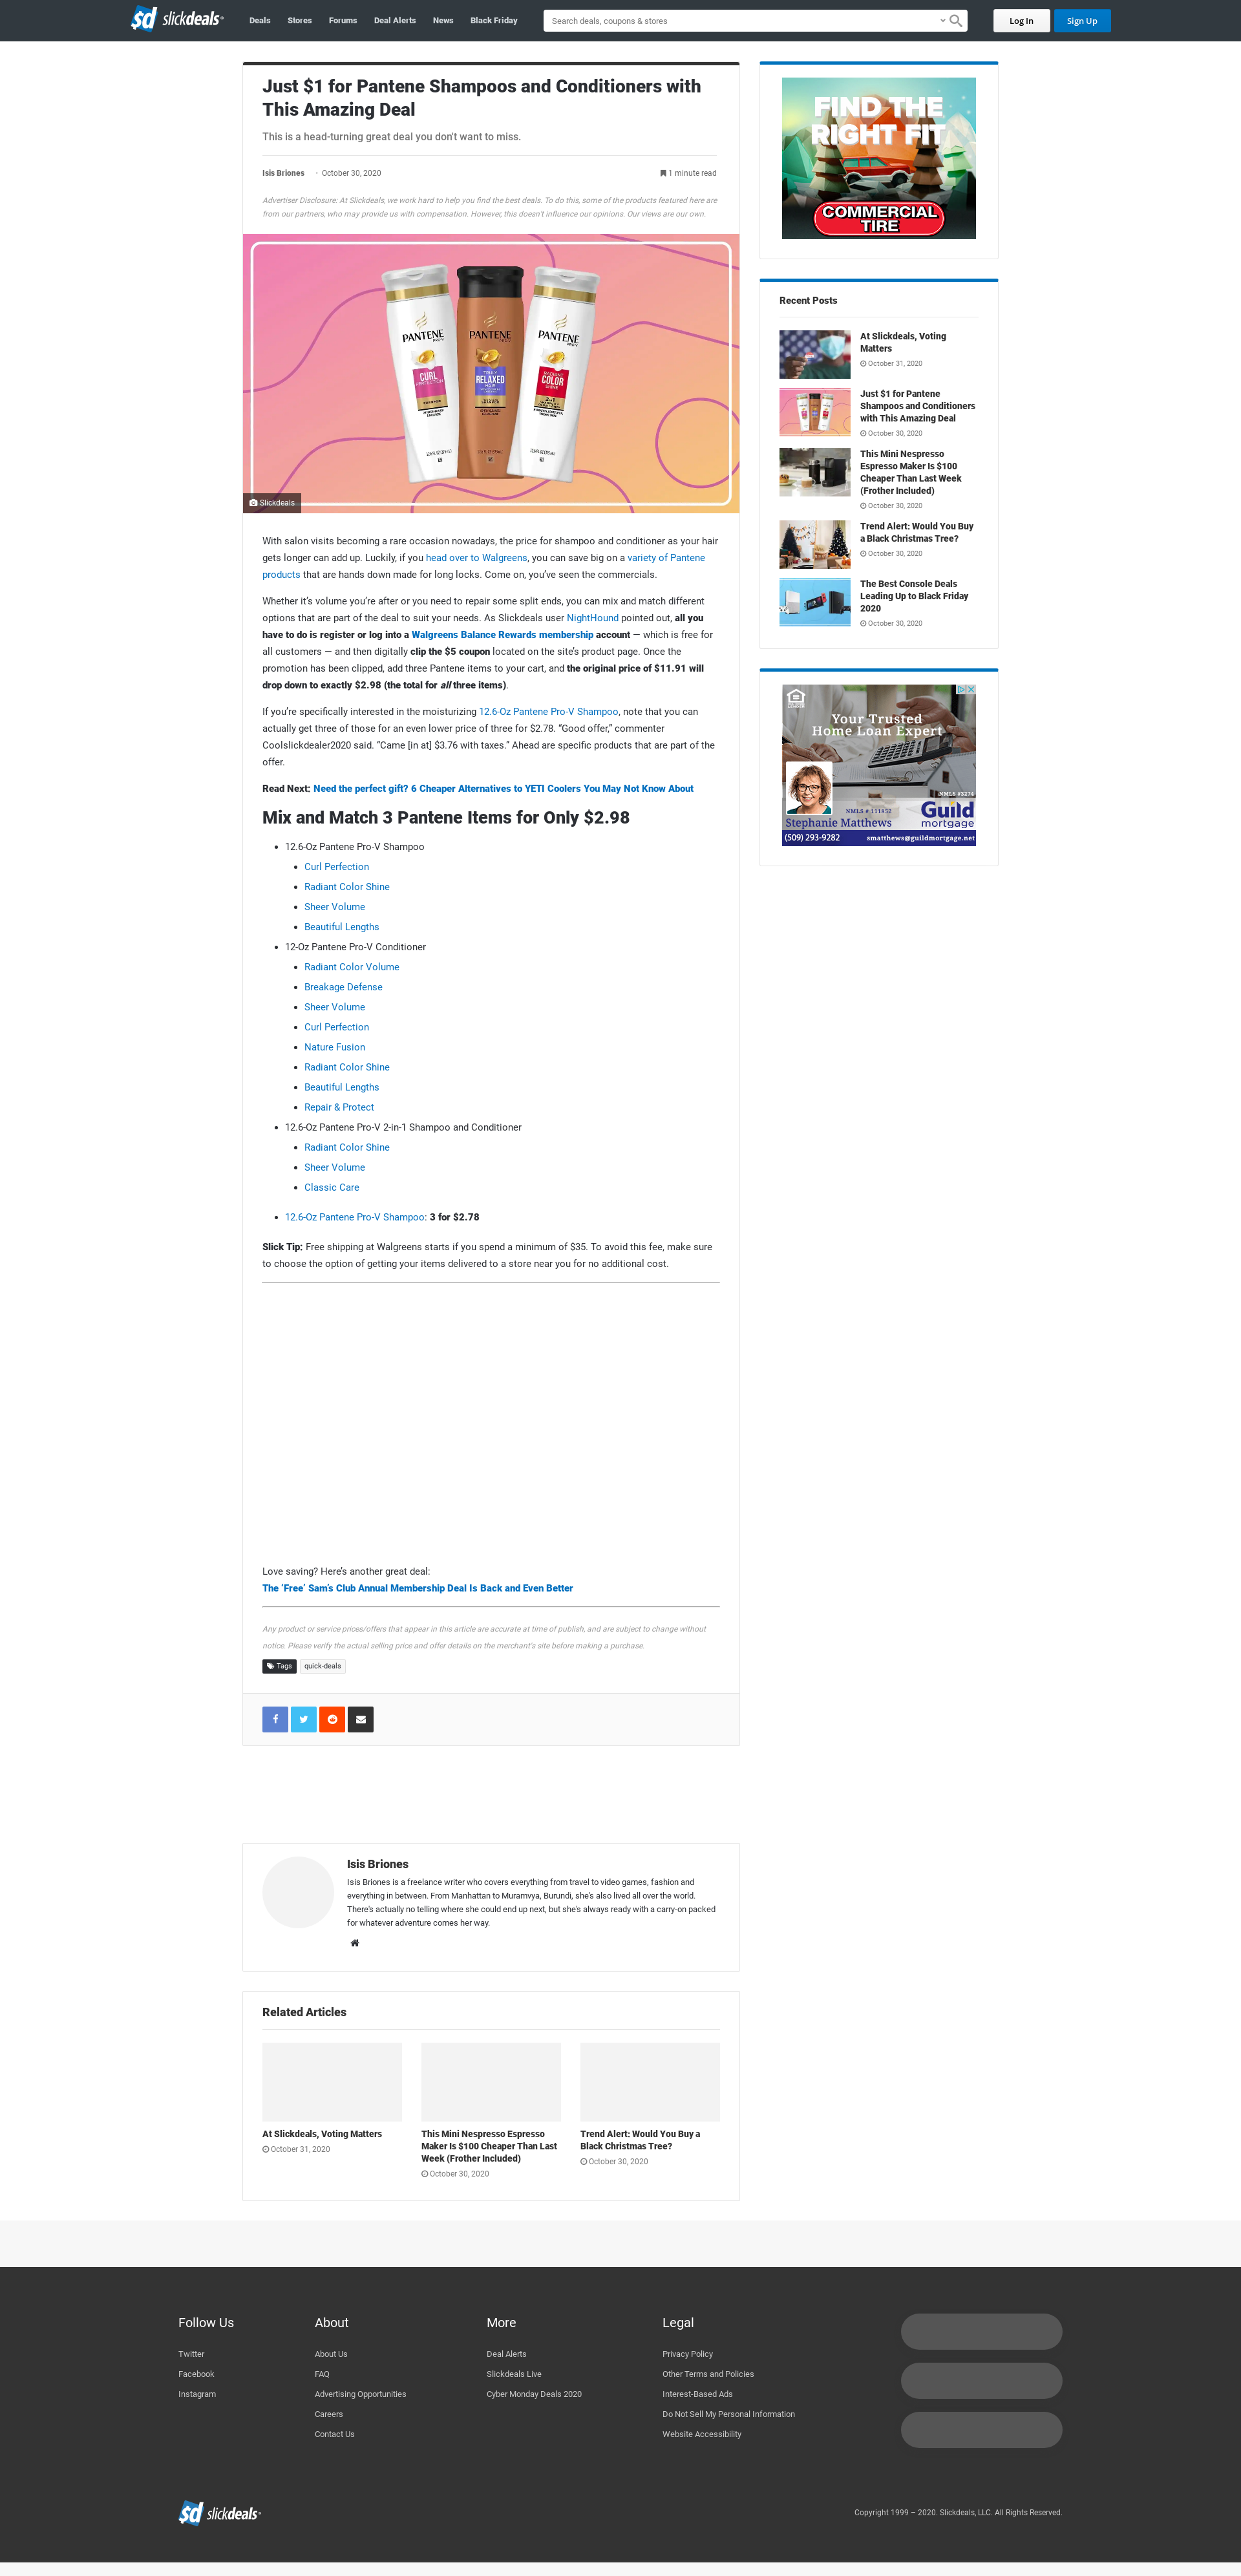 slickdeals
Deals
Stores
Forums
Deal Alerts
News
Black Friday
Search deals, coupons & stores
Log In
Sign Up
Just $1 for Pantene Shampoos and Conditioners with
This Amazing Deal
This is a head-turning great deal you don't want to miss.
Isis Briones · October 30, 2020
1 minute read
Advertiser Disclosure: At Slickdeals, we work hard to help you find the best deals. To do this, some of the products featured here are
from our partners, who may provide us with compensation. However, this doesn't influence our opinions. Our views are our own.
PANTENE
PRO-V
CURL
PERFECTION
SHAMPOO
PANTENE
PRO-V
TRULY
RELAXED
HAIR
PANTENE
PRO-V
RADIANT
COLOR
SHINE
2in1
Slickdeals
With salon visits becoming a rare occasion nowadays, the price for shampoo and conditioner as your hair
gets longer can add up. Luckily, if you head over to Walgreens, you can save big on a variety of Pantene
products that are hands down made for long locks. Come on, you’ve seen the commercials.
Whether it’s volume you’re after or you need to repair some split ends, you can mix and match different
options that are part of the deal to suit your needs. As Slickdeals user NightHound pointed out, all you
have to do is register or log into a Walgreens Balance Rewards membership account — which is free for
all customers — and then digitally clip the $5 coupon located on the site’s product page. Once the
promotion has been clipped, add three Pantene items to your cart, and the original price of $11.91 will
drop down to exactly $2.98 (the total for all three items).
If you’re specifically interested in the moisturizing 12.6-Oz Pantene Pro-V Shampoo, note that you can
actually get three of those for an even lower price of three for $2.78. “Good offer,” commenter
Coolslickdealer2020 said. “Came [in at] $3.76 with taxes.” Ahead are specific products that are part of the
offer.
Read Next: Need the perfect gift? 6 Cheaper Alternatives to YETI Coolers You May Not Know About
Mix and Match 3 Pantene Items for Only $2.98
12.6-Oz Pantene Pro-V Shampoo
Curl Perfection
Radiant Color Shine
Sheer Volume
Beautiful Lengths
12-Oz Pantene Pro-V Conditioner
Radiant Color Volume
Breakage Defense
Sheer Volume
Curl Perfection
Nature Fusion
Radiant Color Shine
Beautiful Lengths
Repair & Protect
12.6-Oz Pantene Pro-V 2-in-1 Shampoo and Conditioner
Radiant Color Shine
Sheer Volume
Classic Care
12.6-Oz Pantene Pro-V Shampoo: 3 for $2.78
Slick Tip: Free shipping at Walgreens starts if you spend a minimum of $35. To avoid this fee, make sure
to choose the option of getting your items delivered to a store near you for no additional cost.
Love saving? Here’s another great deal:
The ‘Free’ Sam’s Club Annual Membership Deal Is Back and Even Better
Any product or service prices/offers that appear in this article are accurate at time of publish, and are subject to change without
notice. Please verify the actual selling price and offer details on the merchant's site before making a purchase.
Tags
quick-deals
Isis Briones
Isis Briones is a freelance writer who covers everything from travel to video games, fashion and
everything in between. From Manhattan to Muramvya, Burundi, she's also lived all over the world.
There's actually no telling where she could end up next, but she's always ready with a carry-on packed
for whatever adventure comes her way.
Related Articles
At Slickdeals, Voting Matters
October 31, 2020
This Mini Nespresso Espresso
Maker Is $100 Cheaper Than Last
Week (Frother Included)
October 30, 2020
Trend Alert: Would You Buy a
Black Christmas Tree?
October 30, 2020
FIND THE
RIGHT FIT
COMMERCIAL
TIRE
Recent Posts
At Slickdeals, Voting
Matters
October 31, 2020
Just $1 for Pantene
Shampoos and Conditioners
with This Amazing Deal
October 30, 2020
This Mini Nespresso
Espresso Maker Is $100
Cheaper Than Last Week
(Frother Included)
October 30, 2020
Trend Alert: Would You Buy
a Black Christmas Tree?
October 30, 2020
The Best Console Deals
Leading Up to Black Friday
2020
October 30, 2020
Your Trusted
Home Loan Expert
NMLS #3274
NMLS # 111952
Guild
mortgage
Stephanie Matthews
(509) 293-9282
smatthews@guildmortgage.net
Follow Us
Twitter
Facebook
Instagram
About
About Us
FAQ
Advertising Opportunities
Careers
Contact Us
More
Deal Alerts
Slickdeals Live
Cyber Monday Deals 2020
Legal
Privacy Policy
Other Terms and Policies
Interest-Based Ads
Do Not Sell My Personal Information
Website Accessibility
slickdeals
Copyright 1999 – 2020. Slickdeals, LLC. All Rights Reserved.